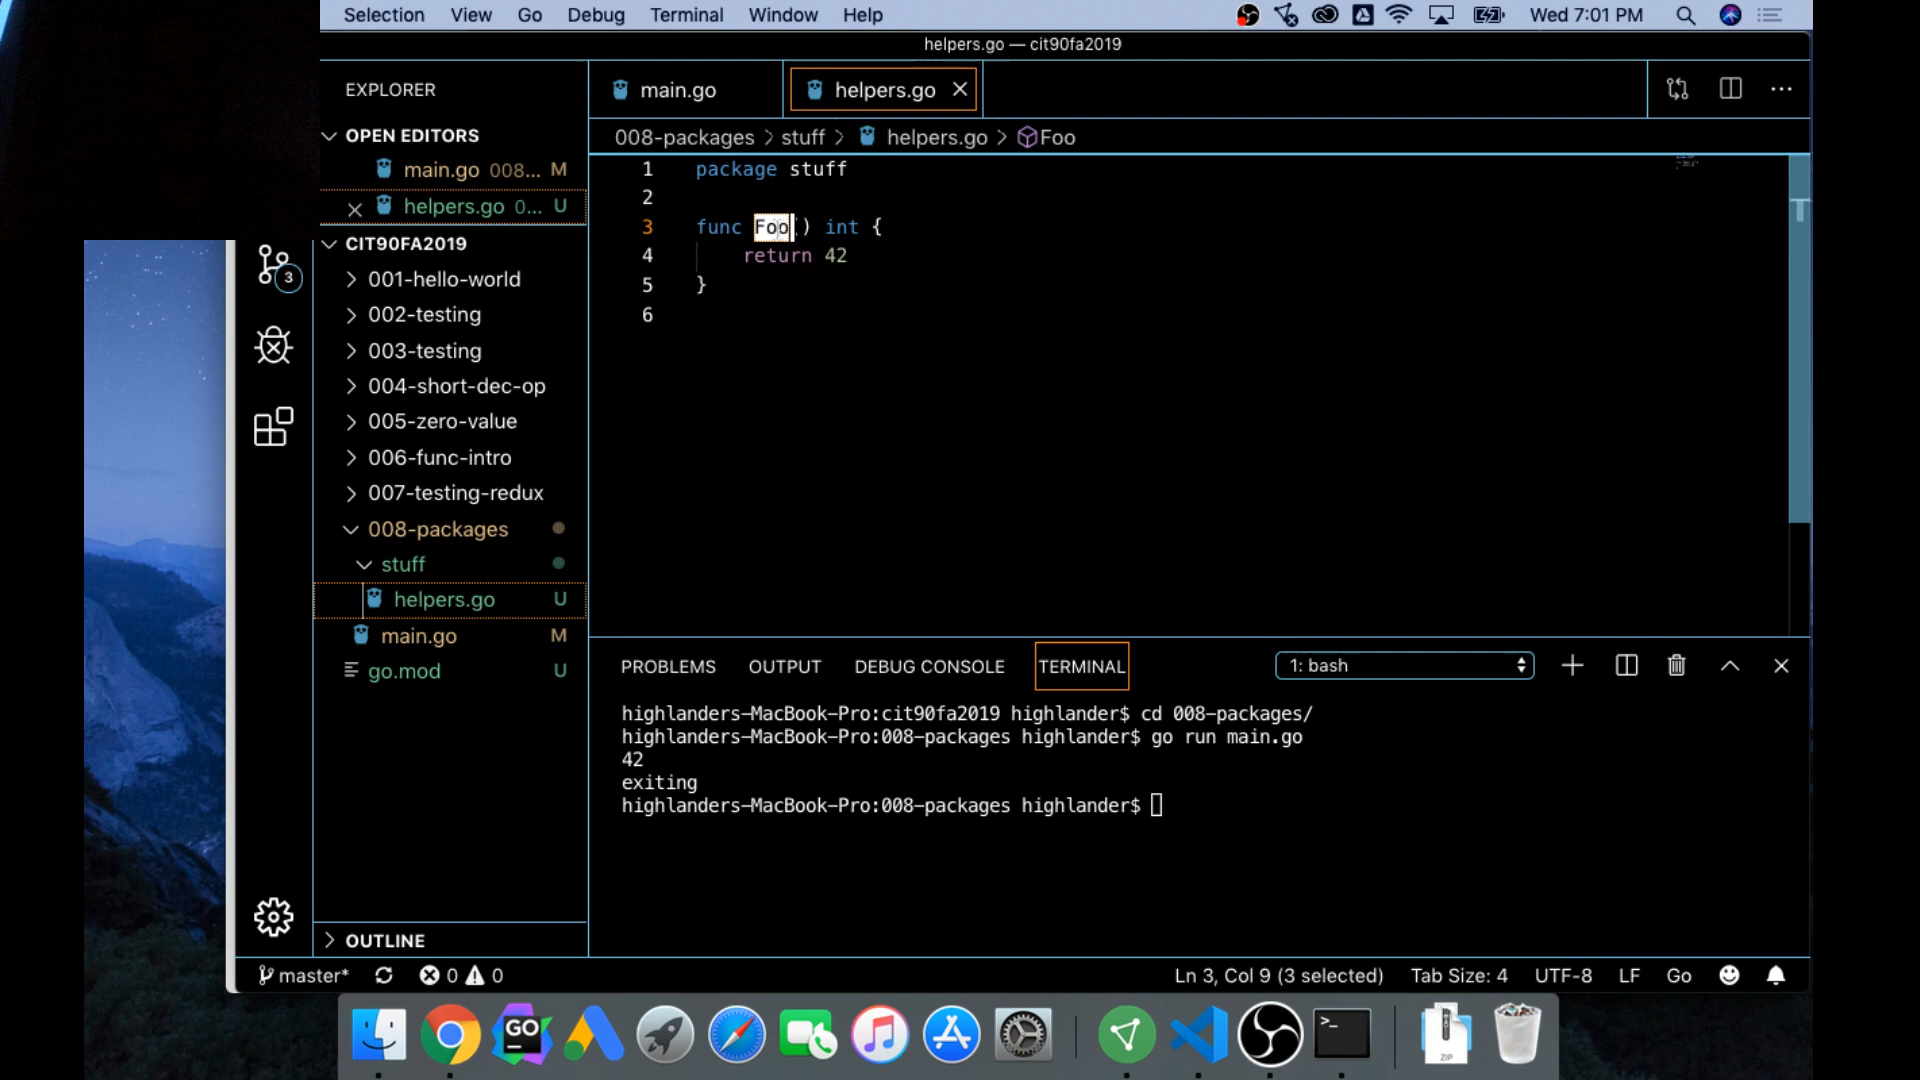 Selection View Go Debug Terminal Window Help Wed 7:01 PM
helpers.go — cit90fa2019
EXPLORER
main.go
helpers.go
OPEN EDITORS
main.go 008... M
helpers.go 0... U
008-packages > stuff > helpers.go > Foo
1 package stuff
2
3 func Foo() int {
4 return 42
5 }
6
CIT90FA2019
001-hello-world
002-testing
003-testing
004-short-dec-op
005-zero-value
006-func-intro
007-testing-redux
008-packages
stuff
helpers.go U
main.go M
go.mod U
3
OUTLINE
PROBLEMS OUTPUT DEBUG CONSOLE TERMINAL 1: bash
highlanders-MacBook-Pro:cit90fa2019 highlander$ cd 008-packages/
highlanders-MacBook-Pro:008-packages highlander$ go run main.go
42
exiting
highlanders-MacBook-Pro:008-packages highlander$
master* 0 0 Ln 3, Col 9 (3 selected) Tab Size: 4 UTF-8 LF Go
GO
>_
ZIP